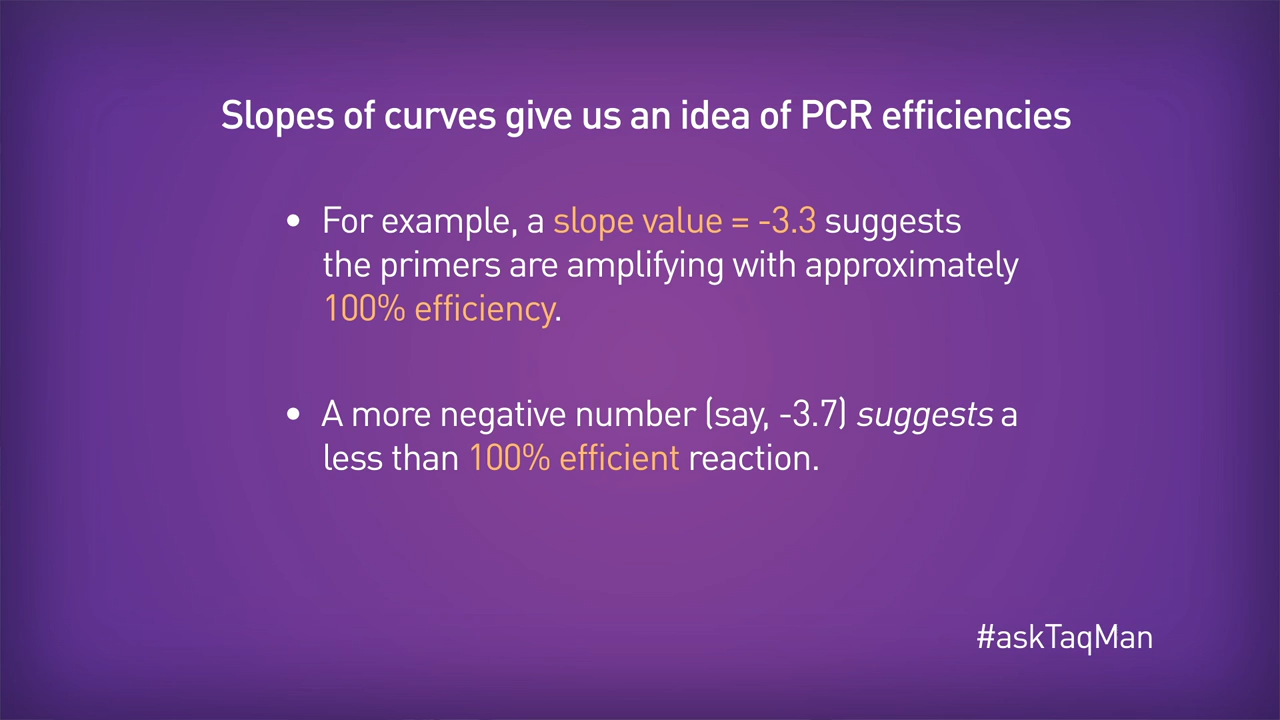 Slopes of curves give us an idea of PCR efficiencies
• For example, a slope value = -3.3 suggests
the primers are amplifying with approximately
100% efficiency.
• A more negative number (say, -3.7) suggests a
less than 100% efficient reaction.
#askTaqMan